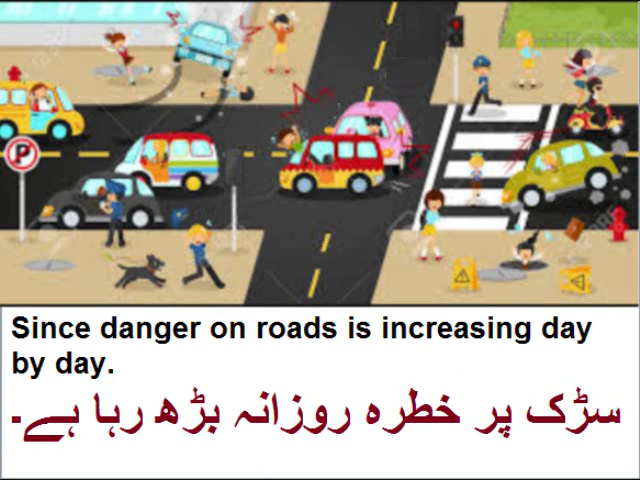 P
Since danger on roads is increasing day
by day.
سڑک پر خطرہ روزانہ بڑھ رہا ہے۔